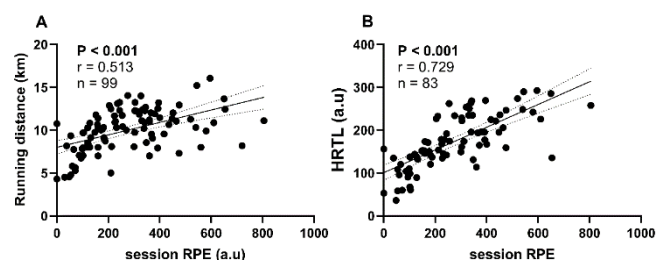 A
P < 0.001
r = 0.513
n = 99
Running distance (km)
20
15
10
5
0
0 200 400 600 800 1000
session RPE (a.u)
B
P < 0.001
r = 0.729
n = 83
HRTL (a.u)
400
300
200
100
0
0 200 400 600 800 1000
session RPE